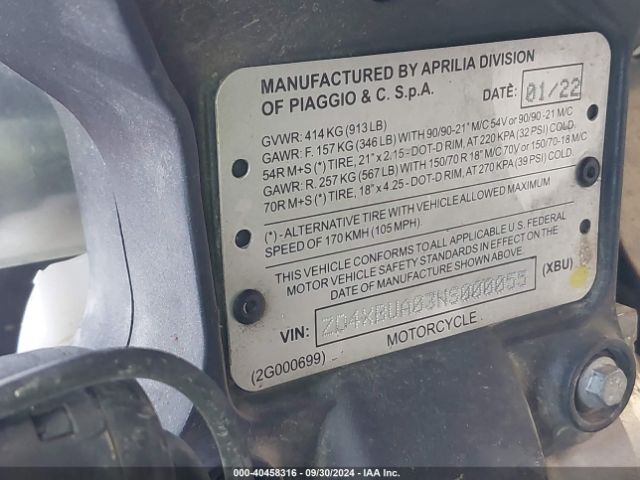 MANUFACTURED BY APRILIA DIVISION
OF PIAGGIO & C. S.p.A. DATE: 01/22
GVWR: 414 KG (913 LB)
GAWR: F. 157 KG (346 LB) WITH 90/90-21" M/C 54V or 90/90 -21 M/C
54R M+S (*) TIRE, 21" x 2.15 - DOT-D RIM, AT 220 KPA (32 PSI) COLD.
GAWR: R. 257 KG (567 LB) WITH 150/70 R 18" M/C 70V or 150/70-18 M/C
70R M+S (*) TIRE, 18" x 4.25 - DOT-D RIM, AT 270 KPA (39 PSI) COLD.
(*) - ALTERNATIVE TIRE WITH VEHICLE ALLOWED MAXIMUM
SPEED OF 170 KMH (105 MPH).
THIS VEHICLE CONFORMS TO ALL APPLICABLE U.S. FEDERAL
MOTOR VEHICLE SAFETY STANDARDS IN EFFECT ON THE
DATE OF MANUFACTURE SHOWN ABOVE. (XBU)
VIN: ZD4XBUA03NS000055
MOTORCYCLE
(2G000699)
000-40458316 - 09/30/2024 - IAA Inc.